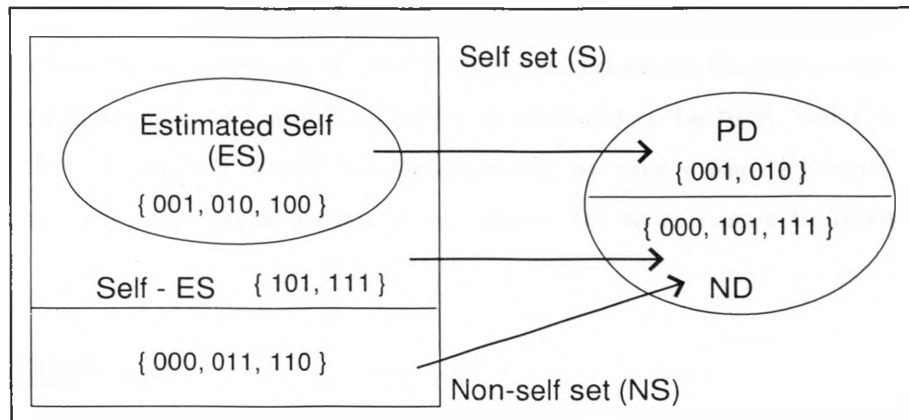 Self set (S)
Estimated Self
(ES)
{ 001, 010, 100 }
Self - ES { 101, 111 }
{ 000, 011, 110 }
Non-self set (NS)
PD
{ 001, 010 }
{ 000, 101, 111 }
ND